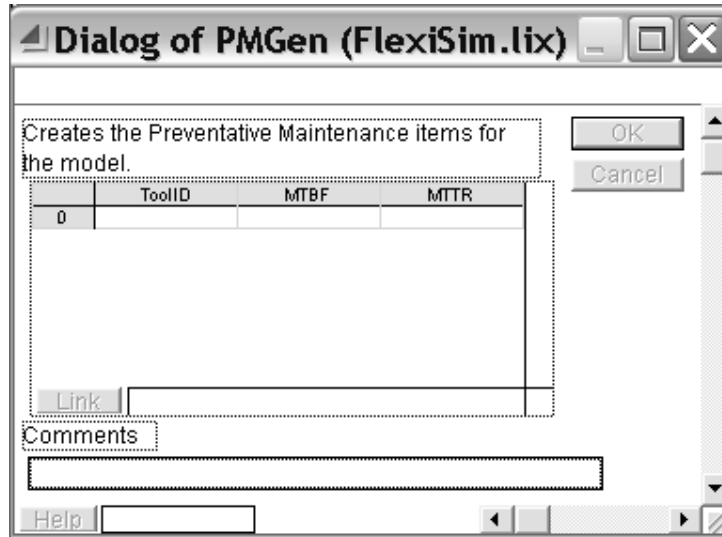 Dialog of PMGen (FlexiSim.lix)
Creates the Preventative Maintenance items for
the model.
OK
Cancel
ToolID MTBF MTTR
0
Link
Comments
Help